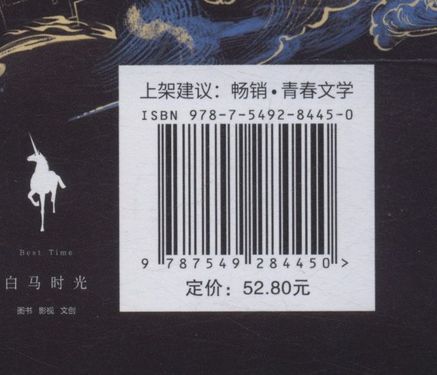 上架建议：畅销·青春文学
ISBN 978-7-5492-8445-0
9 787549 284450 >
定价：52.80元
Best Time
白马时光
图书 影视 文创